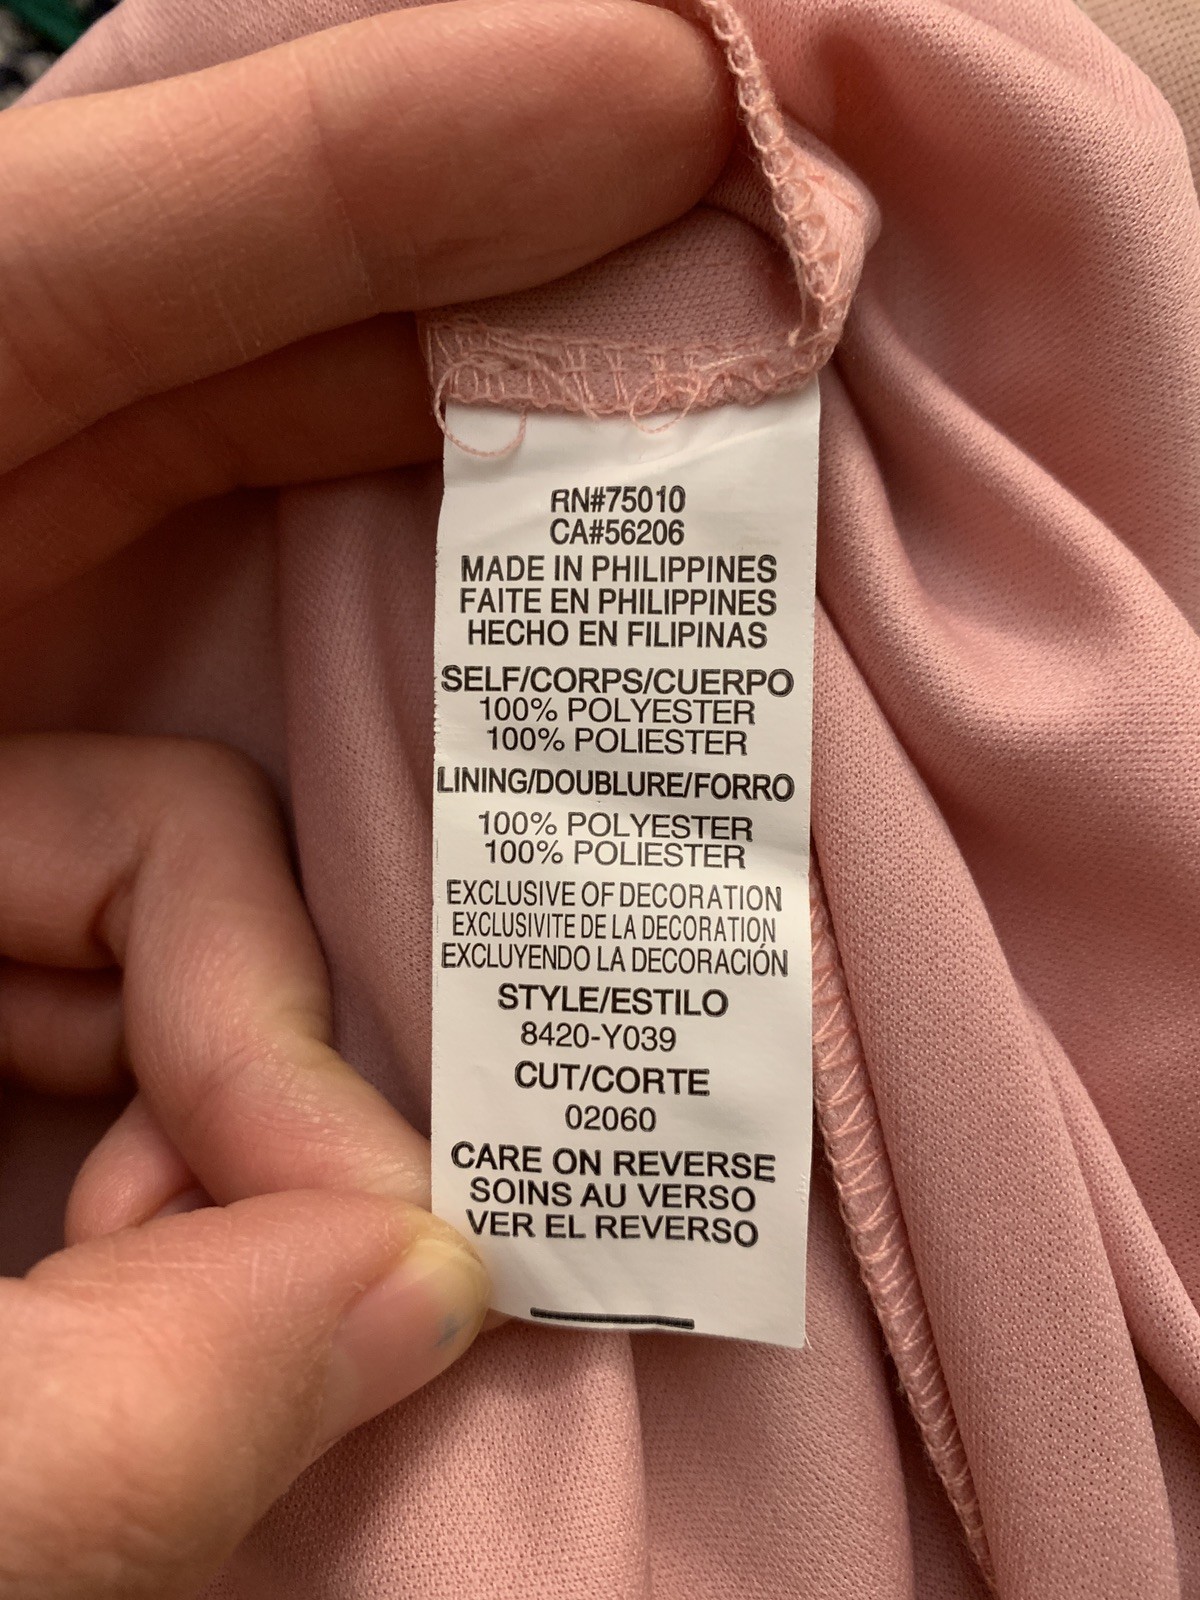 RN#75010
CA#56206
MADE IN PHILIPPINES
FAITE EN PHILIPPINES
HECHO EN FILIPINAS
SELF/CORPS/CUERPO
100% POLYESTER
100% POLIESTER
LINING/DOUBLURE/FORRO
100% POLYESTER
100% POLIESTER
EXCLUSIVE OF DECORATION
EXCLUSIVITE DE LA DECORATION
EXCLUYENDO LA DECORACIÓN
STYLE/ESTILO
8420-Y039
CUT/CORTE
02060
CARE ON REVERSE
SOINS AU VERSO
VER EL REVERSO